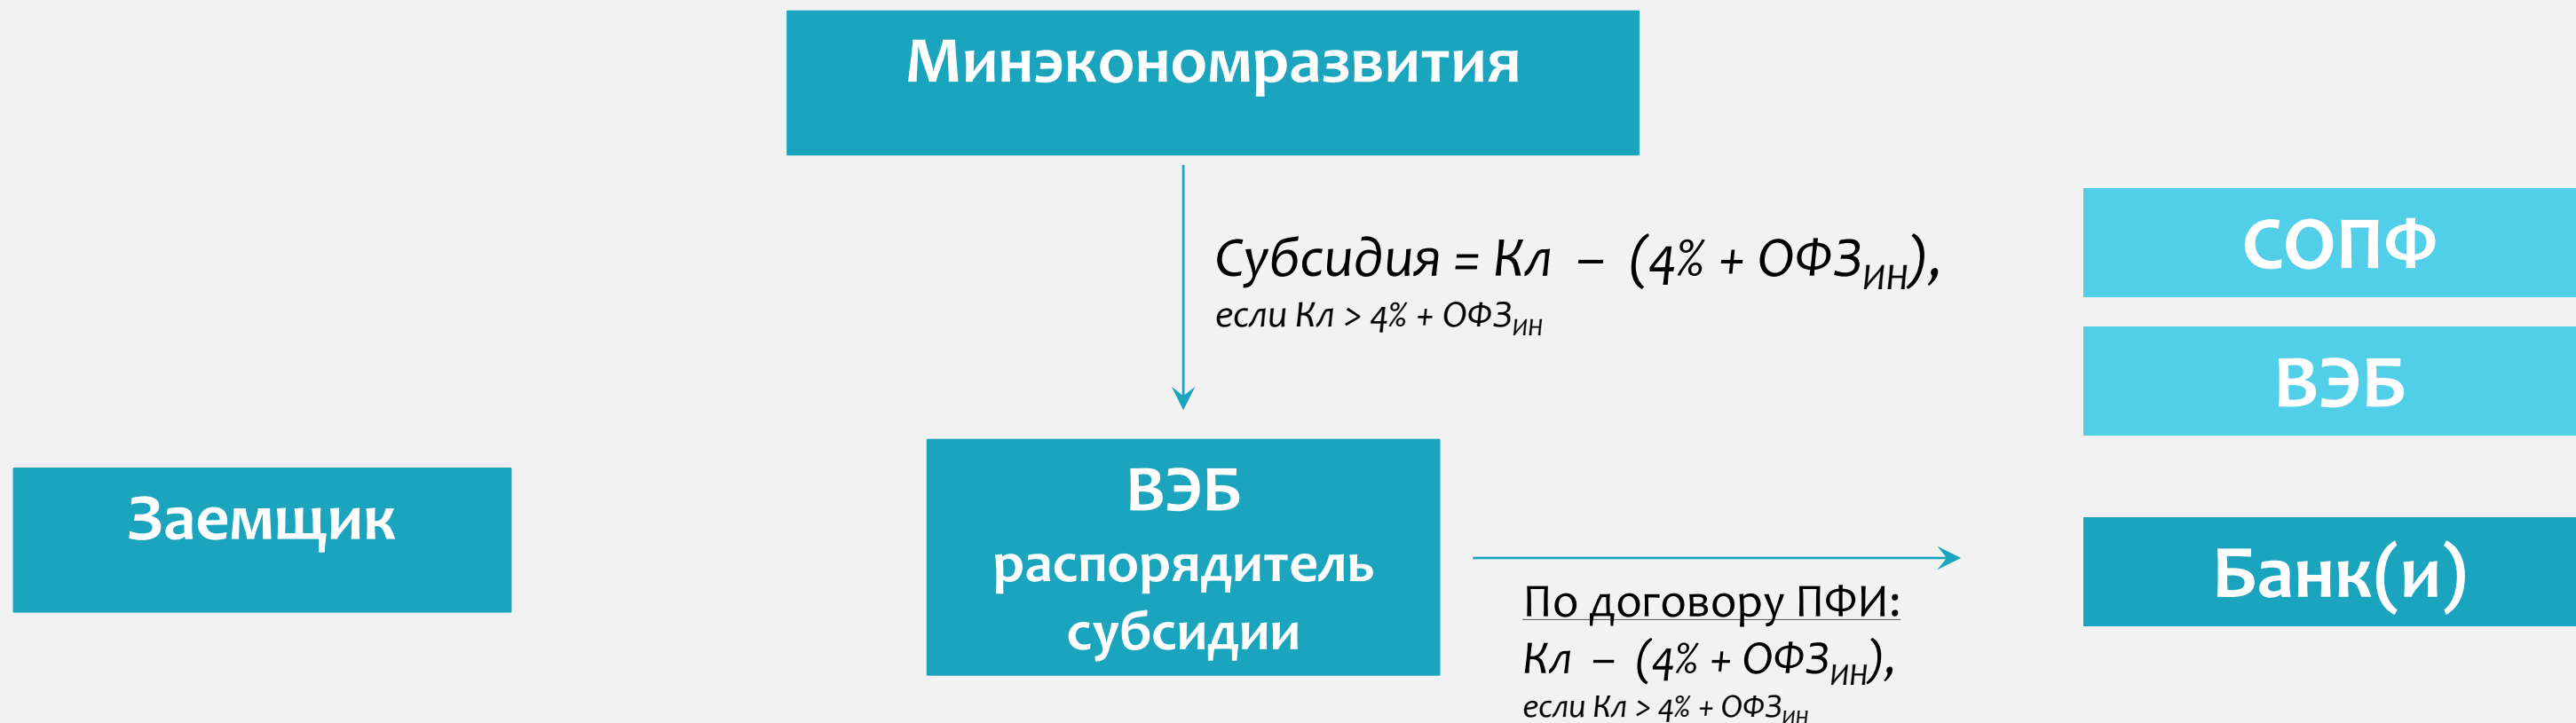 Минэкономразвития
Субсидия = Кл – (4% + ОФЗИН),
если Кл > 4% + ОФЗИН
СОПФ
ВЭБ
Заемщик
ВЭБ
распорядитель
субсидии
Банк(и)
По договору ПФИ:
Кл – (4% + ОФЗИН),
если Кл > 4% + ОФЗИН